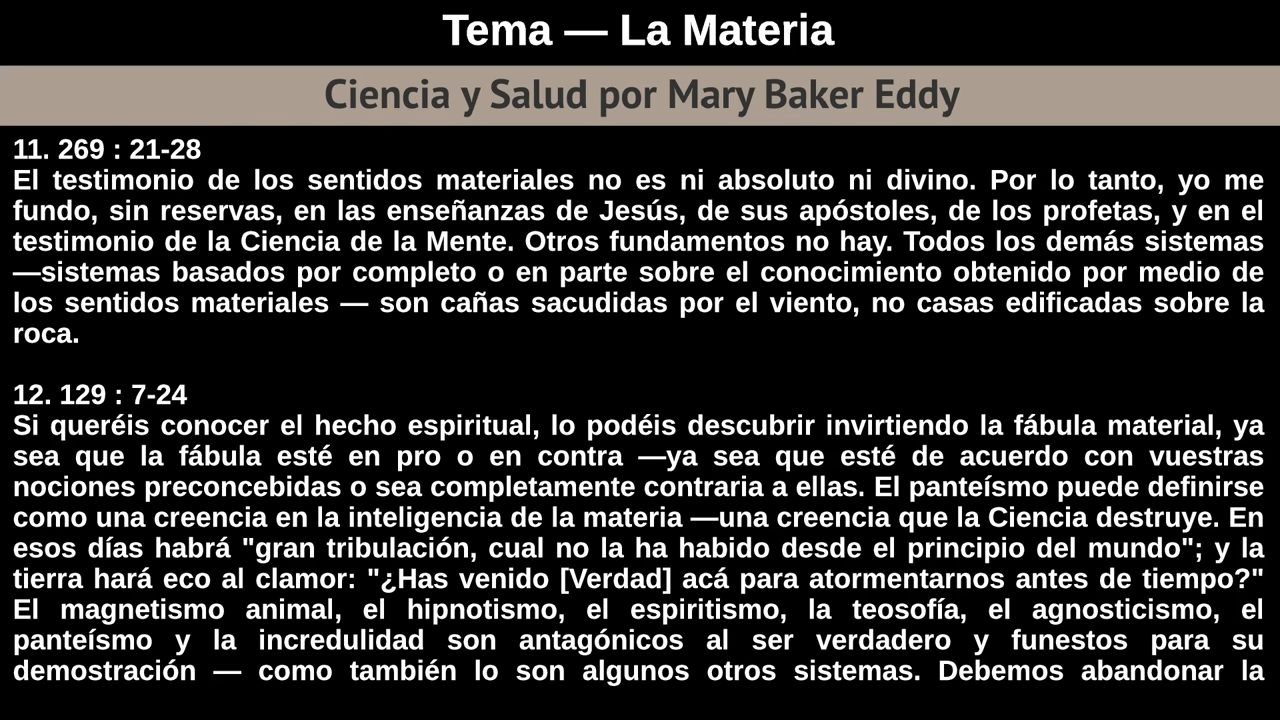 Tema — La Materia
Ciencia y Salud por Mary Baker Eddy
11. 269 : 21-28
El testimonio de los sentidos materiales no es ni absoluto ni divino. Por lo tanto, yo me
fundo, sin reservas, en las enseñanzas de Jesús, de sus apóstoles, de los profetas, y en el
testimonio de la Ciencia de la Mente. Otros fundamentos no hay. Todos los demás sistemas
—sistemas basados por completo o en parte sobre el conocimiento obtenido por medio de
los sentidos materiales — son cañas sacudidas por el viento, no casas edificadas sobre la
roca.
12. 129 : 7-24
Si queréis conocer el hecho espiritual, lo podéis descubrir invirtiendo la fábula material, ya
sea que la fábula esté en pro o en contra —ya sea que esté de acuerdo con vuestras
nociones preconcebidas o sea completamente contraria a ellas. El panteísmo puede definirse
como una creencia en la inteligencia de la materia —una creencia que la Ciencia destruye. En
esos días habrá "gran tribulación, cual no la ha habido desde el principio del mundo"; y la
tierra hará eco al clamor: "¿Has venido [Verdad] acá para atormentarnos antes de tiempo?"
El magnetismo animal, el hipnotismo, el espiritismo, la teosofía, el agnosticismo, el
panteísmo y la incredulidad son antagónicos al ser verdadero y funestos para su
demostración — como también lo son algunos otros sistemas. Debemos abandonar la